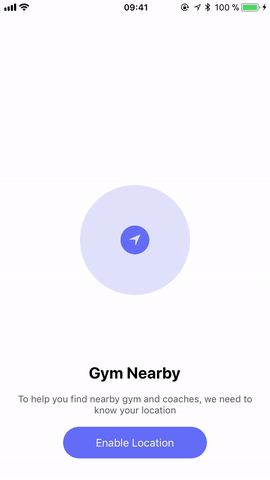 09:41
100 %
Gym Nearby
To help you find nearby gym and coaches, we need to
know your location
Enable Location